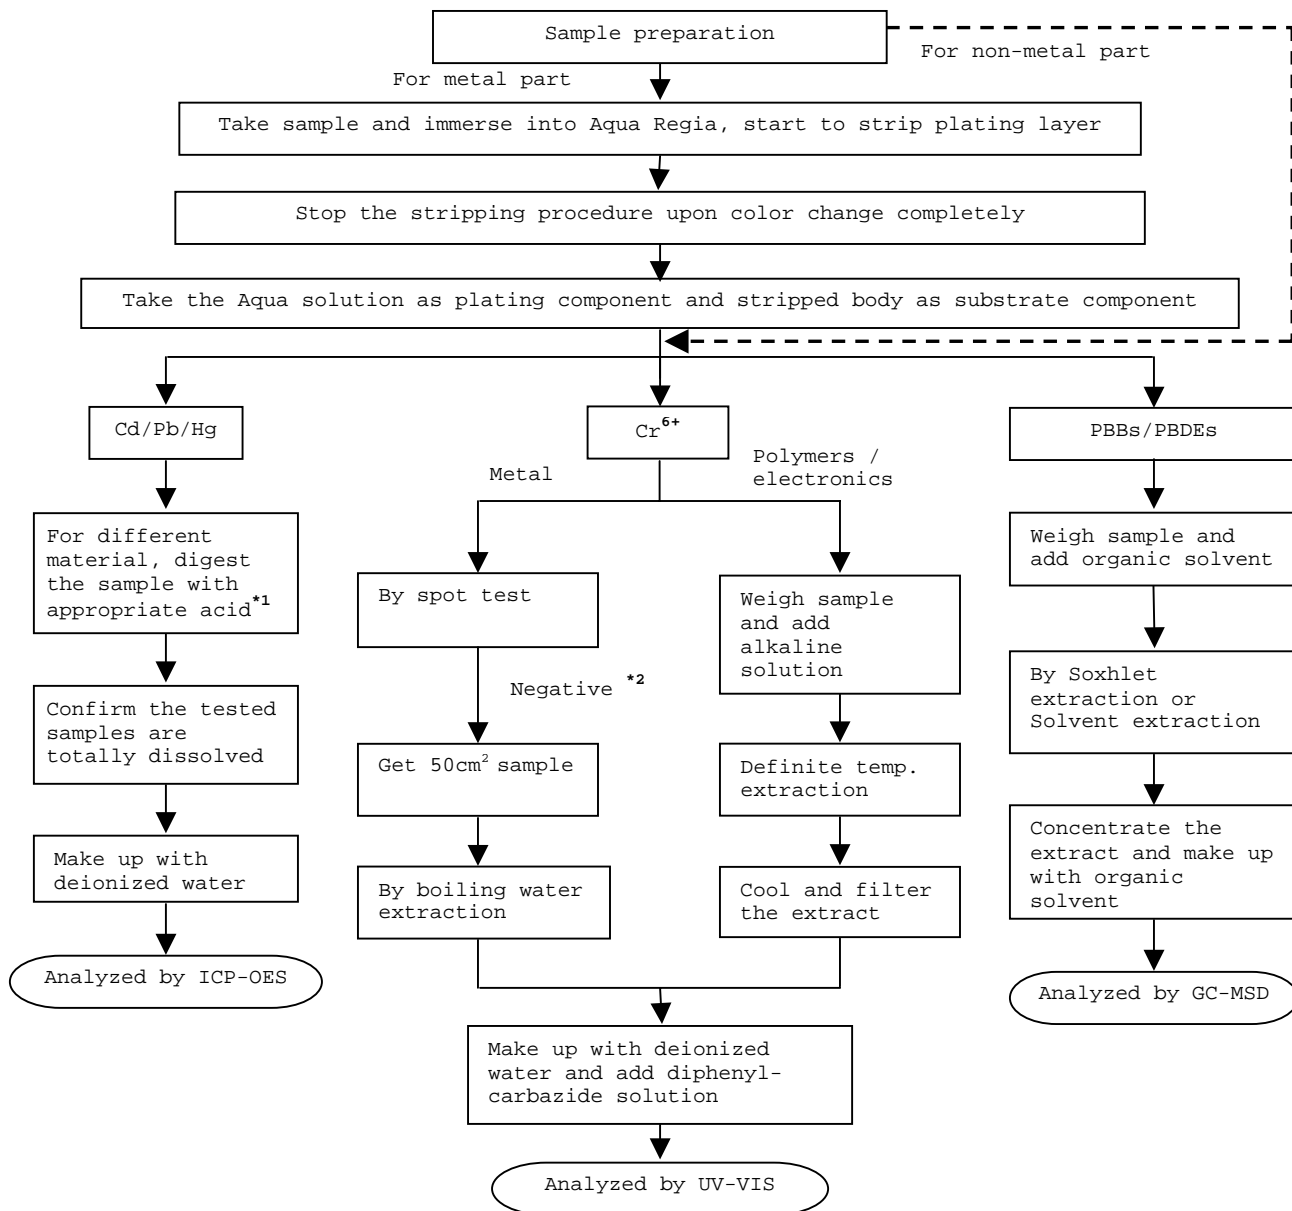 Sample preparation
For non-metal part
For metal part
Take sample and immerse into Aqua Regia, start to strip plating layer
Stop the stripping procedure upon color change completely
Take the Aqua solution as plating component and stripped body as substrate component
Cd/Pb/Hg
Cr⁶⁺
PBBs/PBDEs
Metal
Polymers /
electronics
For different
material, digest
the sample with
appropriate acid*1
Confirm the tested
samples are
totally dissolved
Make up with
deionized water
Analyzed by ICP-OES
By spot test
Negative *2
Get 50cm² sample
By boiling water
extraction
Weigh sample
and add
alkaline
solution
Definite temp.
extraction
Cool and filter
the extract
Make up with deionized
water and add diphenyl-
carbazide solution
Analyzed by UV-VIS
Weigh sample and
add organic solvent
By Soxhlet
extraction or
Solvent extraction
Concentrate the
extract and make up
with organic
solvent
Analyzed by GC-MSD